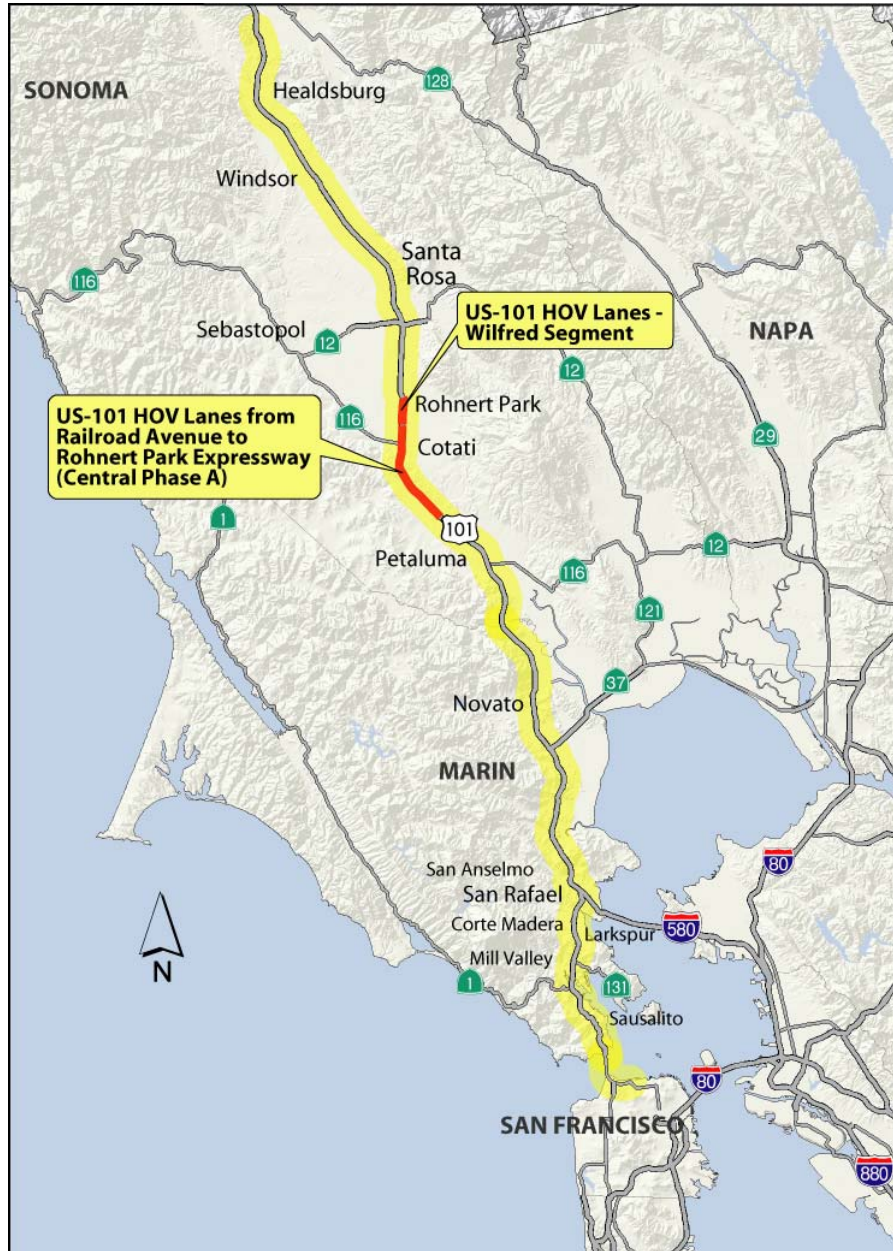 128
SONOMA
Healdsburg
Windsor
Santa
Rosa
116
US-101 HOV Lanes -
Wilfred Segment
Sebastopol
12
NAPA
12
US-101 HOV Lanes from
Railroad Avenue to
Rohnert Park Expressway
(Central Phase A)
116
Rohnert Park
Cotati
29
1
101
Petaluma
116
12
121
37
Novato
MARIN
San Anselmo
San Rafael
80
Corte Madera
Larkspur
580
Mill Valley
N
1
131
Sausalito
80
SAN FRANCISCO
880